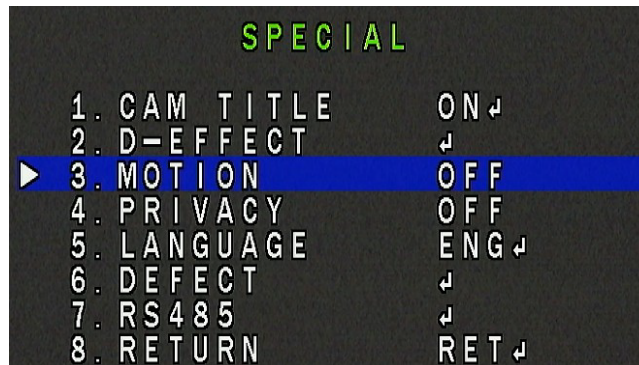 SPECIAL
1. CAM TITLE ON↲
2. D-EFFECT ↲
3. MOTION OFF
4. PRIVACY OFF
5. LANGUAGE ENG↲
6. DEFECT ↲
7. RS485 ↲
8. RETURN RET↲